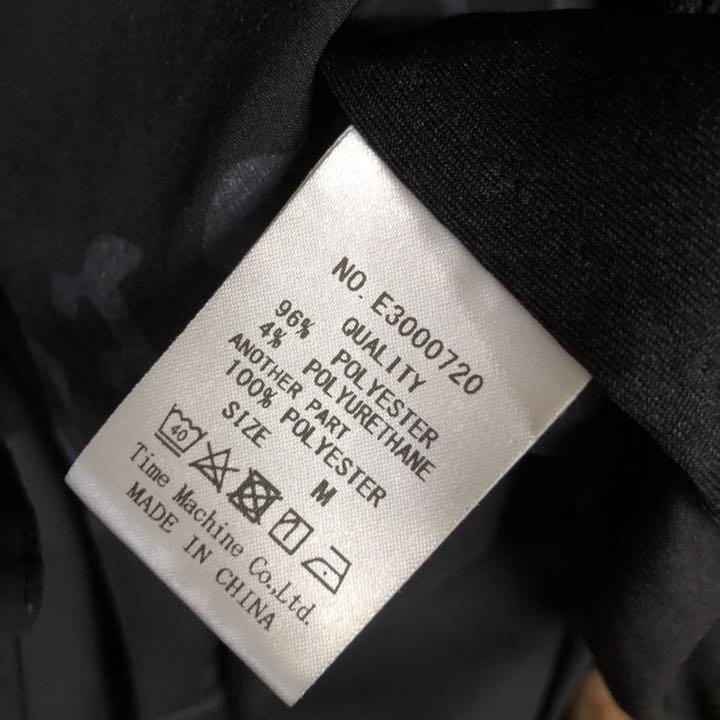 NO. E3000720
QUALITY
96% POLYESTER
4% POLYURETHANE
ANOTHER PART
100% POLYESTER
SIZE M
40
Time Machine Co.,Ltd.
MADE IN CHINA